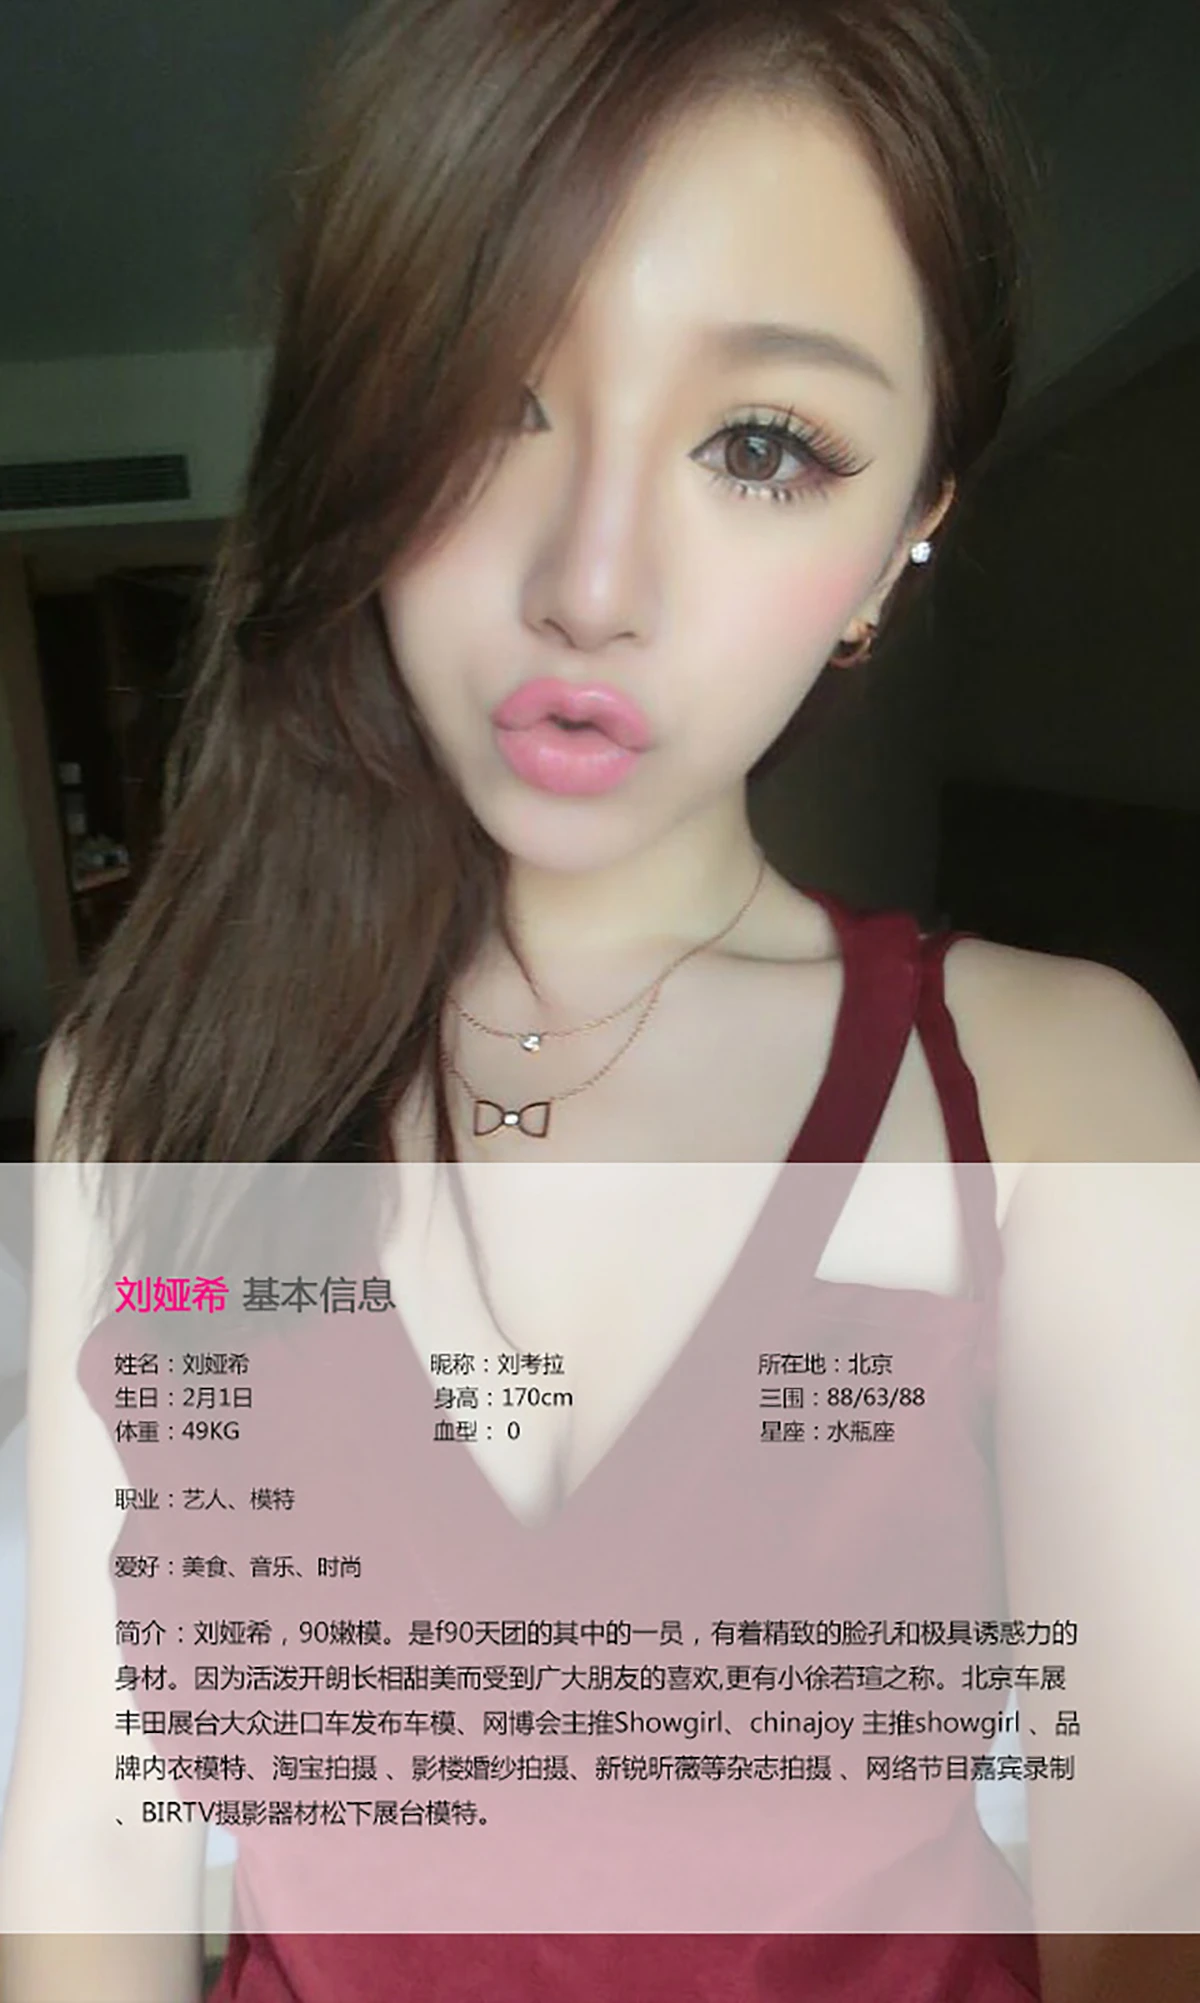 刘娅希 基本信息
姓名：刘娅希 昵称：刘考拉 所在地：北京
生日：2月1日 身高：170cm 三围：88/63/88
体重：49KG 血型： O 星座：水瓶座
职业：艺人、模特
爱好：美食、音乐、时尚
简介：刘娅希，90嫩模。是f90天团的其中的一员，有着精致的脸孔和极具诱惑力的
身材。因为活泼开朗长相甜美而受到广大朋友的喜欢,更有小徐若瑄之称。北京车展
丰田展台大众进口车发布车模、网博会主推Showgirl、chinajoy 主推showgirl 、品
牌内衣模特、淘宝拍摄 、影楼婚纱拍摄、新锐昕薇等杂志拍摄 、网络节目嘉宾录制
、BIRTV摄影器材松下展台模特。